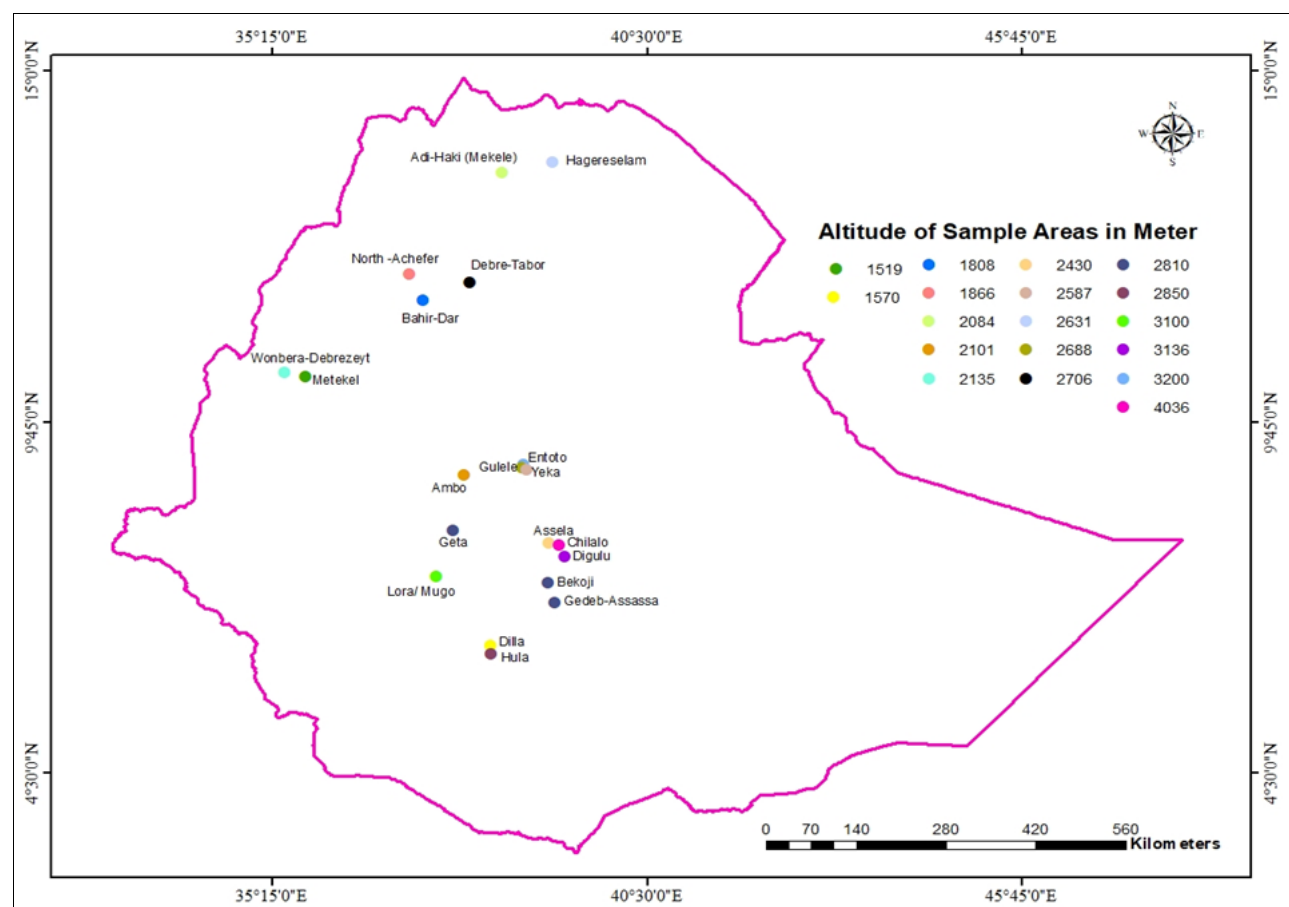 35°15'0"E 40°30'0"E 45°45'0"E
15°0'0"N 15°0'0"N
N
W E
S
Adi-Haki (Mekele) Hagereselam
Altitude of Sample Areas in Meter
1519 1808 2430 2810
1570 1866 2587 2850
2084 2631 3100
2101 2688 3136
2135 2706 3200
4036
North -Achefer Debre-Tabor
Bahir-Dar
Wonbera-Debrezeyt
Metekel
9°45'0"N 9°45'0"N
Entoto
Gulele Yeka
Ambo
Assela
Geta Chilalo
Digulu
Lora/ Mugo Bekoji
Gedeb-Assassa
Dilla
Hula
4°30'0"N 4°30'0"N
0 70 140 280 420 560
Kilometers
35°15'0"E 40°30'0"E 45°45'0"E